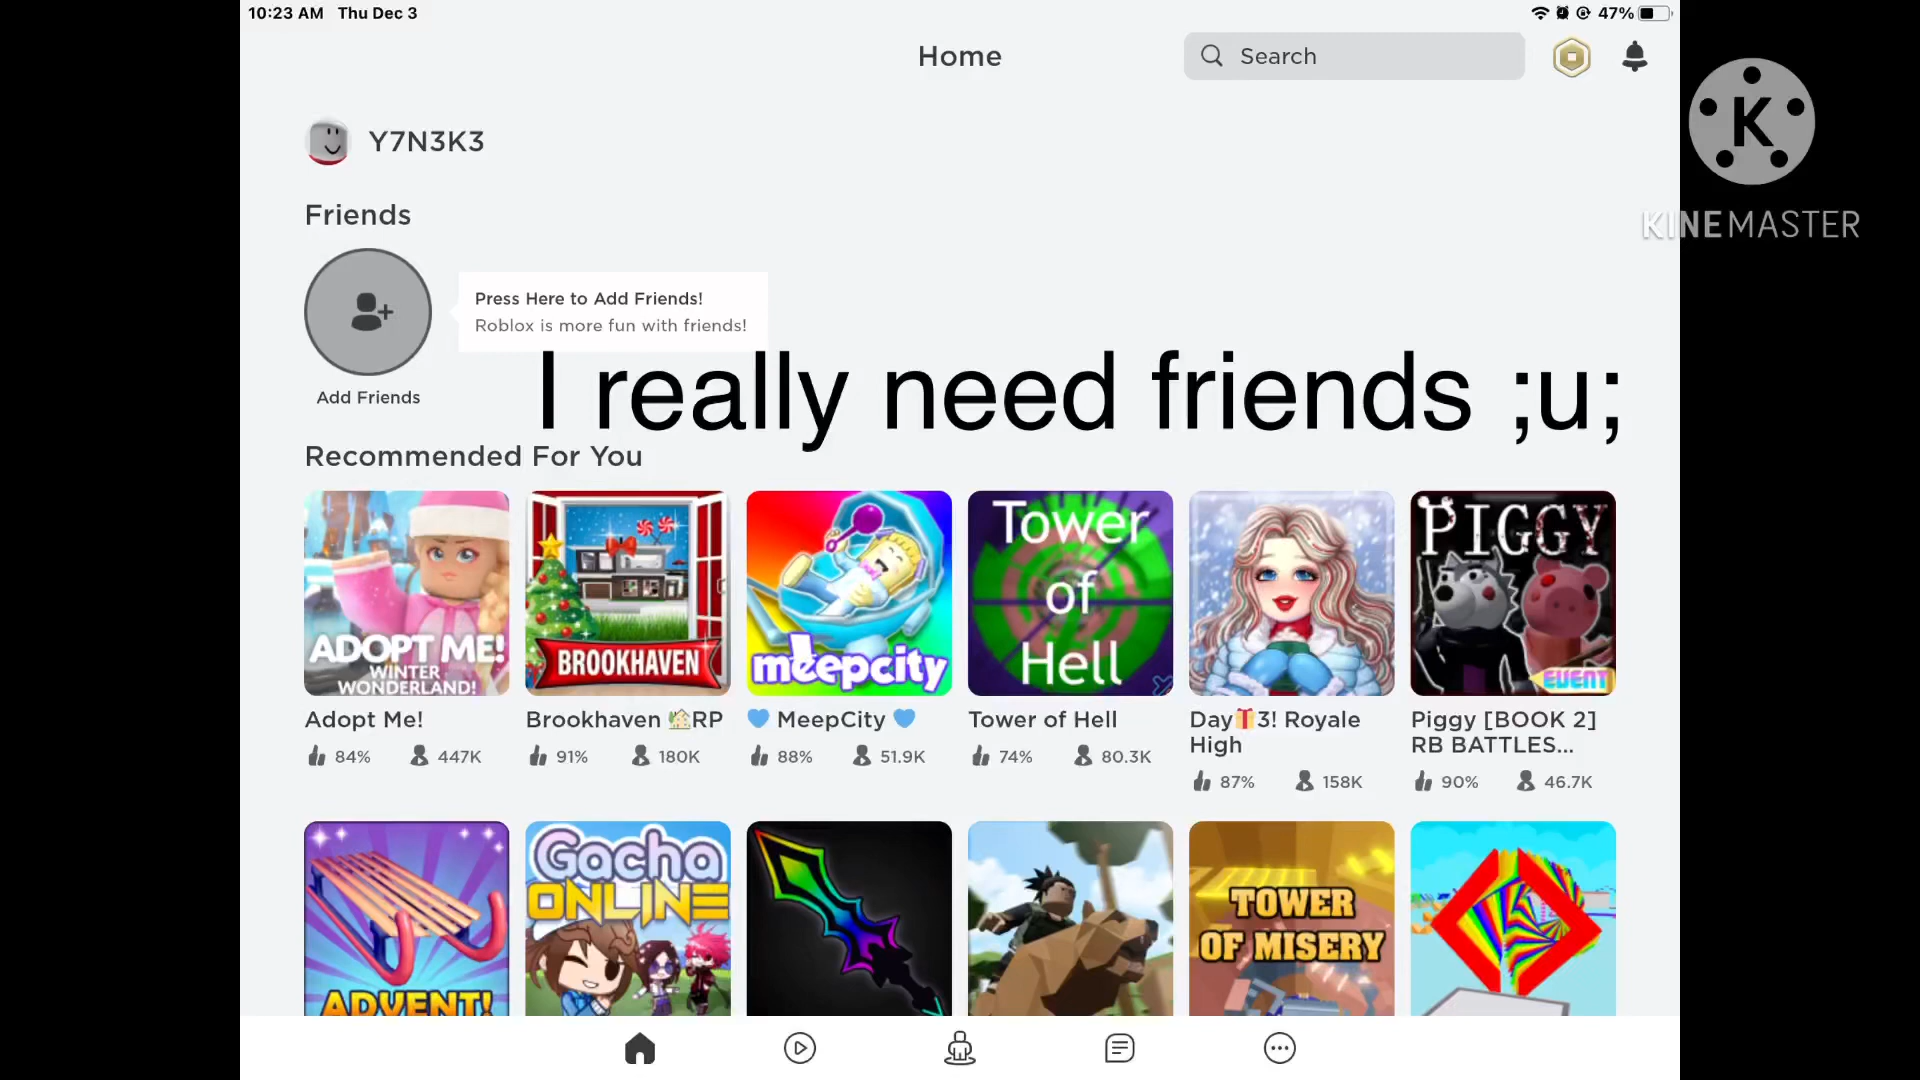 10:23 AM Thu Dec 3
47%
Home
Search
K
KINEMASTER
Y7N3K3
Friends
Press Here to Add Friends!
Roblox is more fun with friends!
Add Friends
I really need friends ;u;
Recommended For You
ADOPT ME!
WINTER
WONDERLAND!
BROOKHAVEN
meepcity
Tower
of
Hell
PIGGY
EVENT
Adopt Me!
Brookhaven 🏡RP
💙 MeepCity 💙
Tower of Hell
Day🎁3! Royale
High
Piggy [BOOK 2]
RB BATTLES...
84% 447K
91% 180K
88% 51.9K
74% 80.3K
87% 158K
90% 46.7K
ADVENT!
Gacha
ONLINE
TOWER
OF MISERY